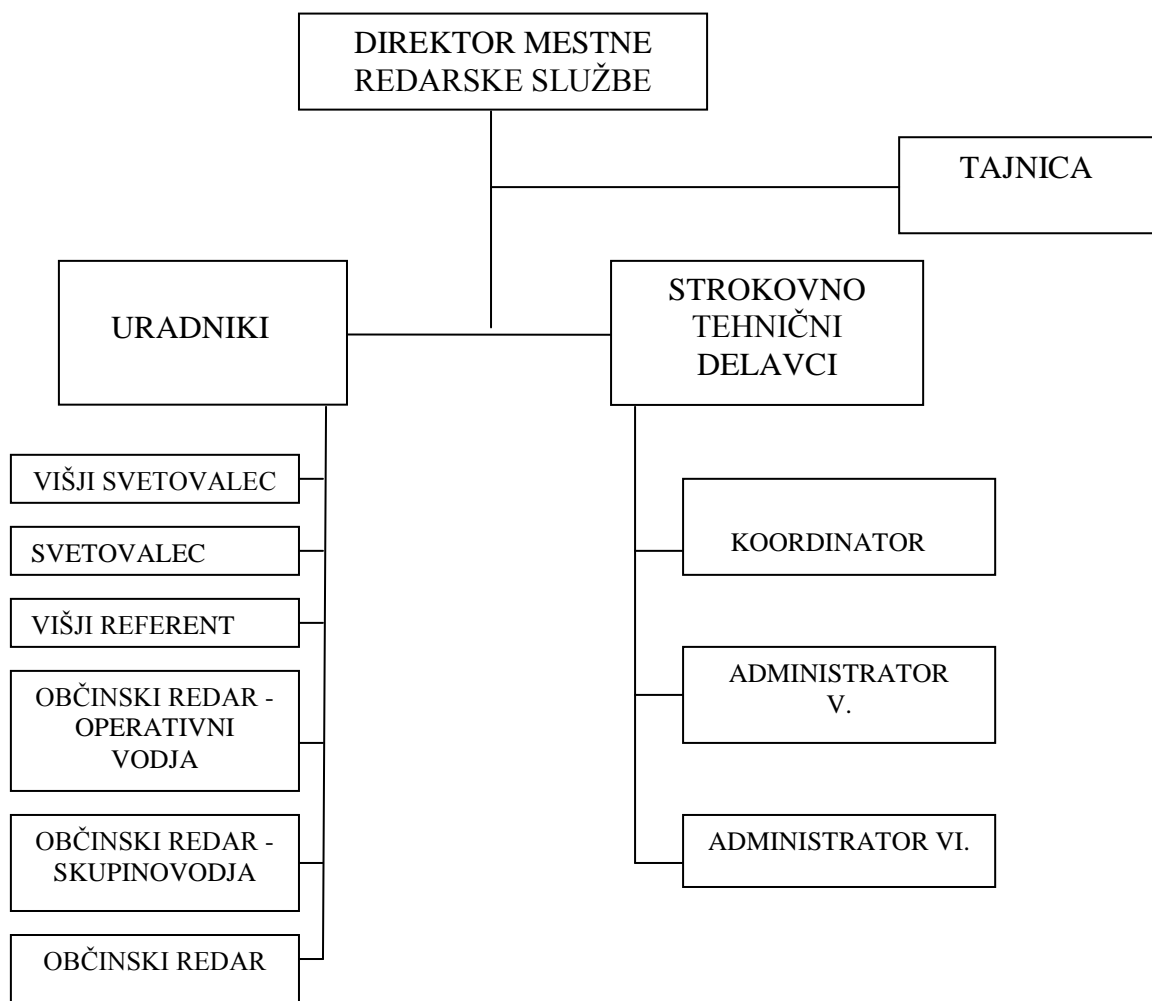 DIREKTOR MESTNE
REDARSKE SLUŽBE
TAJNICA
URADNIKI
STROKOVNO
TEHNIČNI
DELAVCI
VIŠJI SVETOVALEC
SVETOVALEC
VIŠJI REFERENT
OBČINSKI REDAR -
OPERATIVNI
VODJA
OBČINSKI REDAR -
SKUPINOVODJA
OBČINSKI REDAR
KOORDINATOR
ADMINISTRATOR
V.
ADMINISTRATOR VI.